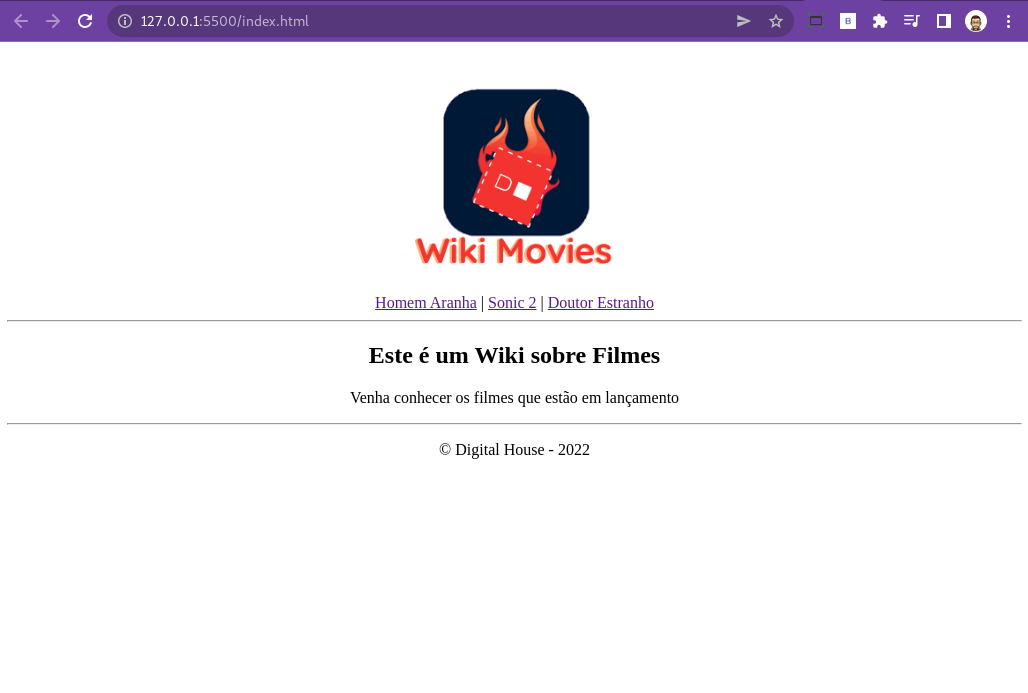 127.0.0.1:5500/index.html
B
D
Wiki Movies
Homem Aranha | Sonic 2 | Doutor Estranho
Este é um Wiki sobre Filmes
Venha conhecer os filmes que estão em lançamento
© Digital House - 2022